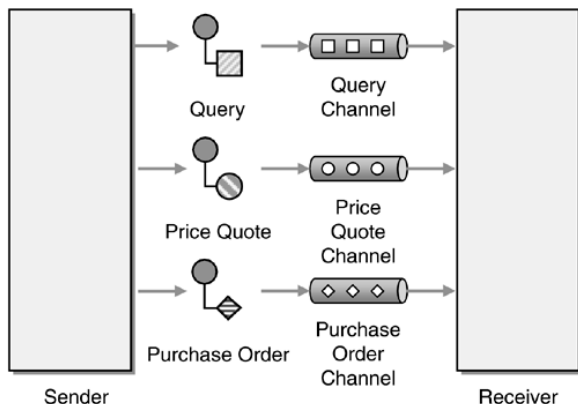 Query
Query
Channel
Price Quote
Price
Quote
Channel
Purchase Order
Purchase
Order
Channel
Sender
Receiver